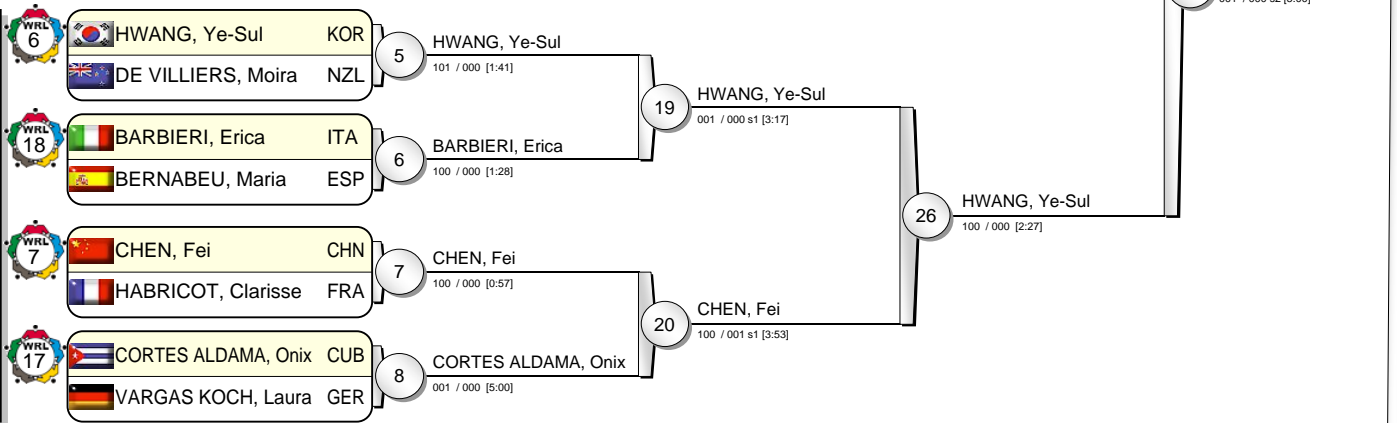 WRL
6
HWANG, Ye-Sul KOR
DE VILLIERS, Moira NZL
5
HWANG, Ye-Sul
101 / 000 [1:41]
WRL
18
BARBIERI, Erica ITA
BERNABEU, Maria ESP
6
BARBIERI, Erica
100 / 000 [1:28]
19
HWANG, Ye-Sul
001 / 000 s1 [3:17]
WRL
7
CHEN, Fei CHN
HABRICOT, Clarisse FRA
7
CHEN, Fei
100 / 000 [0:57]
WRL
17
CORTES ALDAMA, Onix CUB
VARGAS KOCH, Laura GER
8
CORTES ALDAMA, Onix
001 / 000 [5:00]
20
CHEN, Fei
100 / 001 s1 [3:53]
26
HWANG, Ye-Sul
100 / 000 [2:27]